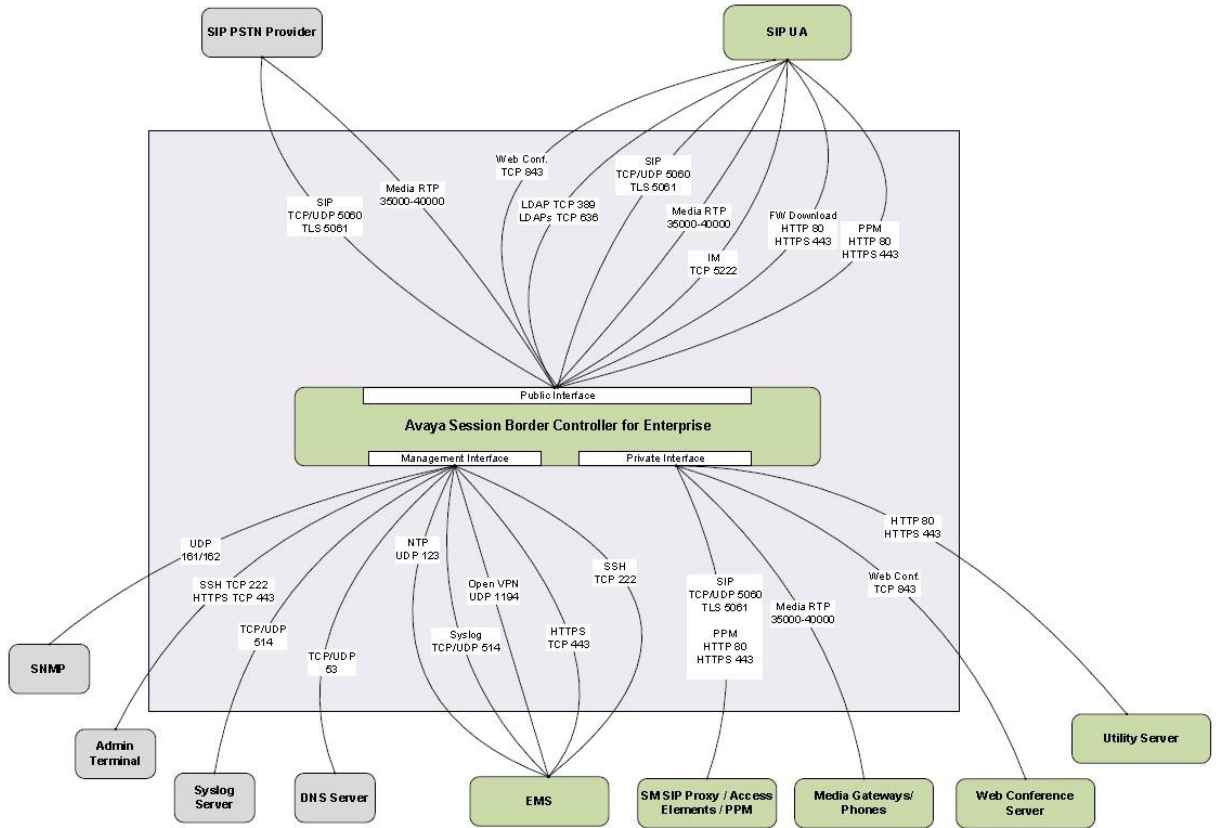 SIP PSTN Provider
SIP UA
SIP
TCP/UDP 5060
TLS 5061
Media RTP
35000-40000
Web Conf.
TCP 843
LDAP TCP 389
LDAPs TCP 636
SIP
TCP/UDP 5060
TLS 5061
Media RTP
35000-40000
IM
TCP 5222
FW Download
HTTP 80
HTTPS 443
PPM
HTTP 80
HTTPS 443
Public Interface
Avaya Session Border Controller for Enterprise
Management Interface
Private Interface
UDP
161/162
SSH TCP 222
HTTPS TCP 443
TCP/UDP
514
TCP/UDP
53
NTP
UDP 123
Syslog
TCP/UDP 514
Open VPN
UDP 1194
HTTPS
TCP 443
SSH
TCP 222
SIP
TCP/UDP 5060
TLS 5061
PPM
HTTP 80
HTTPS 443
Media RTP
35000-40000
Web Conf.
TCP 843
HTTP 80
HTTPS 443
SNMP
Admin
Terminal
Syslog
Server
DNS Server
EMS
SM SIP Proxy / Access
Elements / PPM
Media Gateways/
Phones
Web Conference
Server
Utility Server